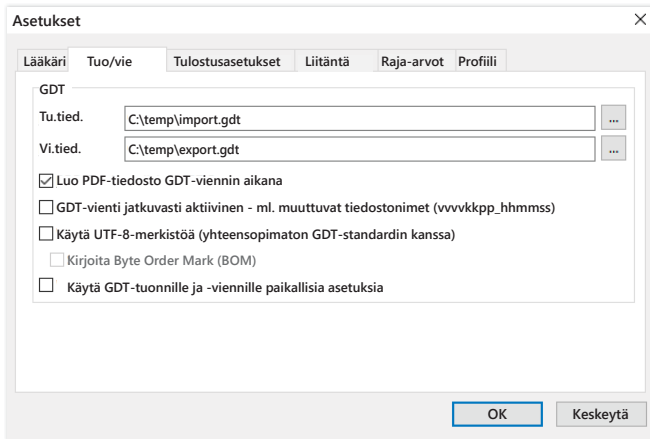 Asetukset
Lääkäri Tuo/vie Tulostusasetukset Liitäntä Raja-arvot Profiili
GDT
Tu.tied. C:\temp\import.gdt ...
Vi.tied. C:\temp\export.gdt ...
Luo PDF-tiedosto GDT-viennin aikana
GDT-vienti jatkuvasti aktiivinen - ml. muuttuvat tiedostonimet (vvvvkkpp_hhmmss)
Käytä UTF-8-merkistöä (yhteensopimaton GDT-standardin kanssa)
Kirjoita Byte Order Mark (BOM)
Käytä GDT-tuonnille ja -viennille paikallisia asetuksia
OK Keskeytä